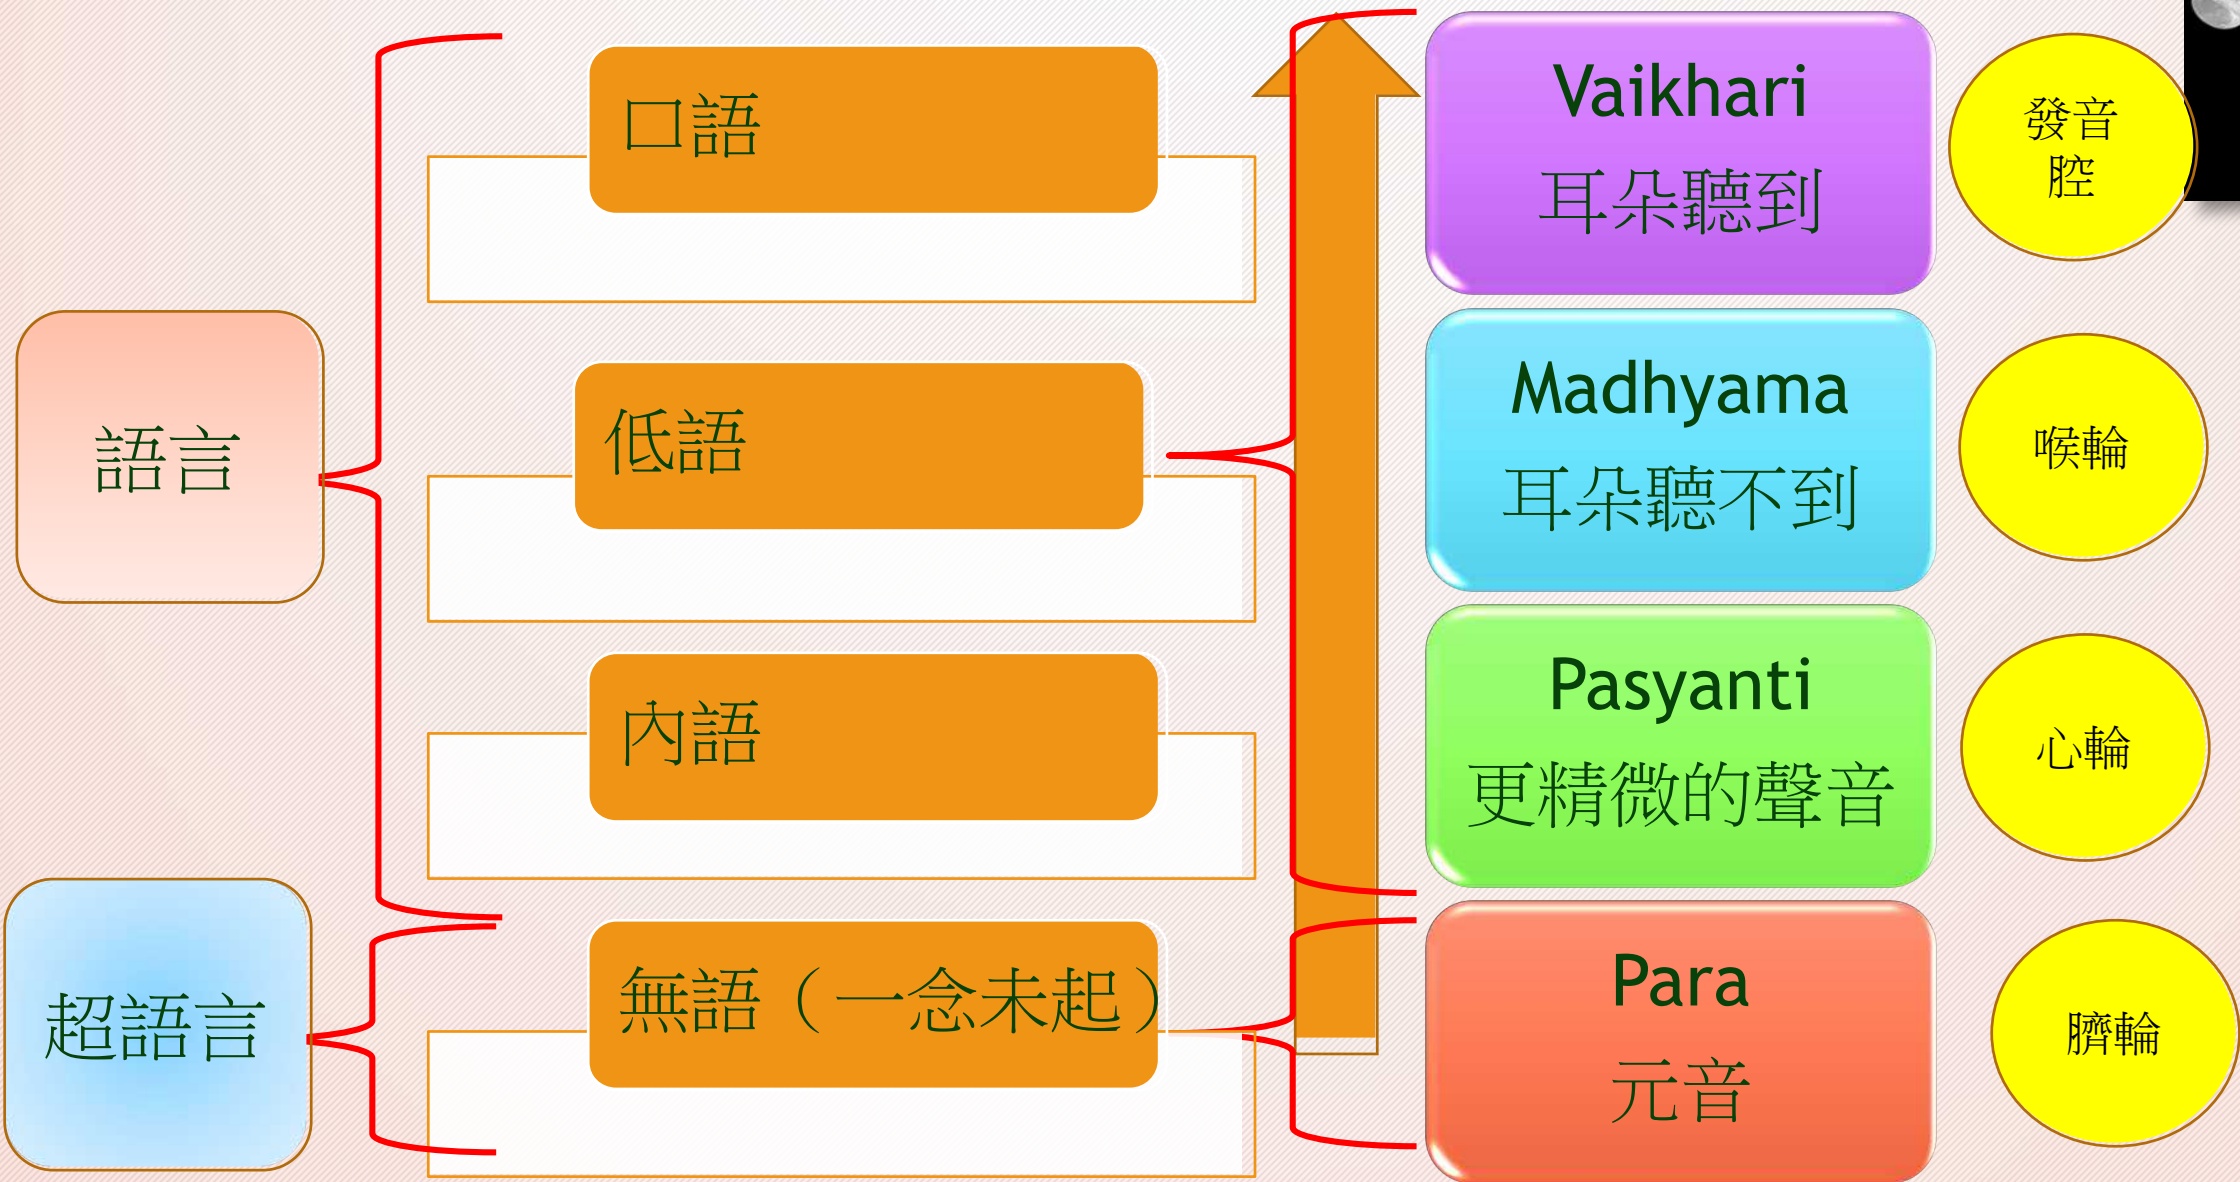 語言
超語言
口語
低語
內語
無語（一念未起）
Vaikhari
耳朵聽到
Madhyama
耳朵聽不到
Pasyanti
更精微的聲音
Para
元音
發音
腔
喉輪
心輪
臍輪